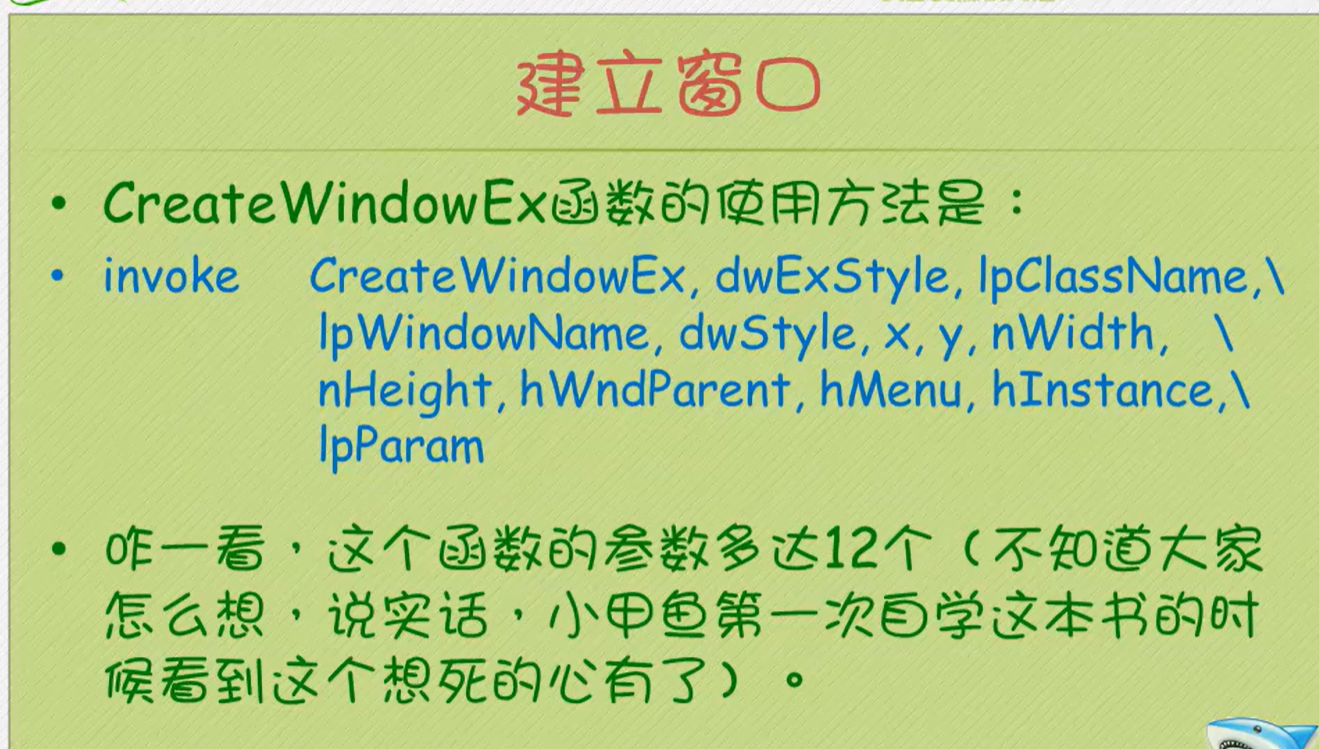 建立窗口
• CreateWindowEx函数的使用方法是：
• invoke CreateWindowEx, dwExStyle, lpClassName,\
lpWindowName, dwStyle, x, y, nWidth, \
nHeight, hWndParent, hMenu, hInstance,\
lpParam
• 咋一看，这个函数的参数多达12个（不知道大家
怎么想，说实话，小甲鱼第一次自学这本书的时
候看到这个想死的心有了）。